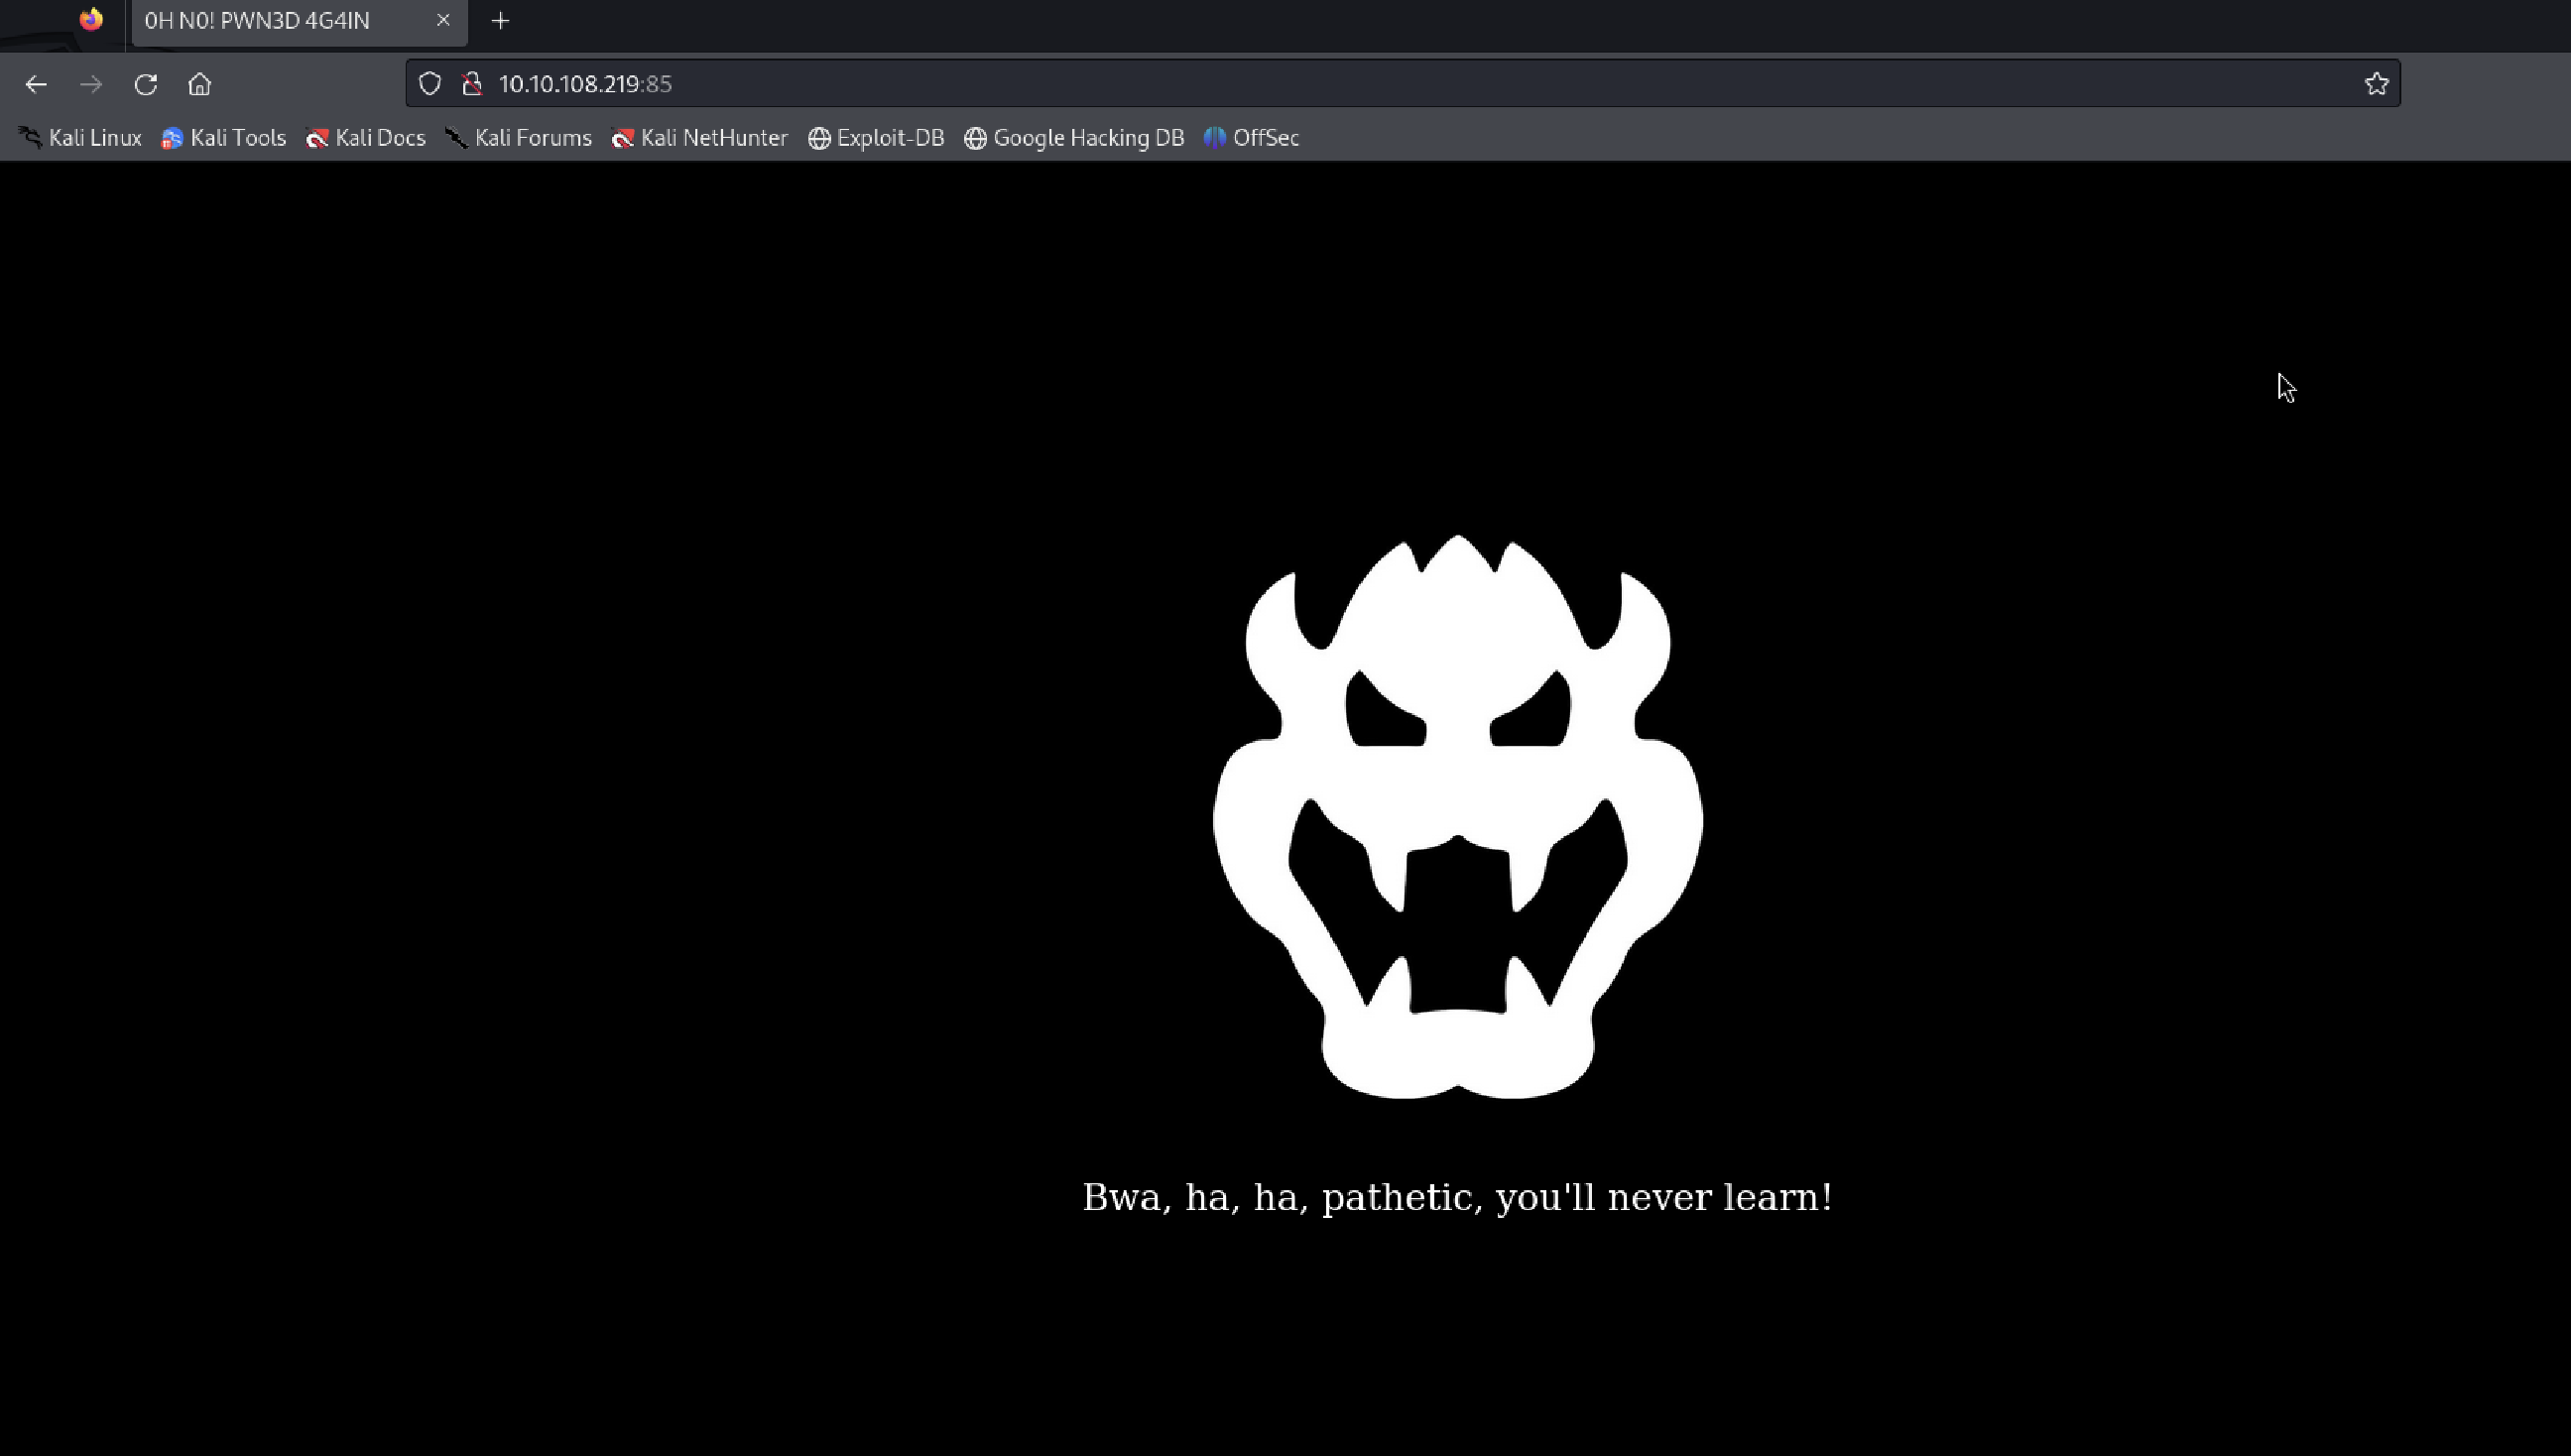 0H N0! PWN3D 4G4IN
10.10.108.219:85
Kali Linux Kali Tools Kali Docs Kali Forums Kali NetHunter Exploit-DB Google Hacking DB OffSec
Bwa, ha, ha, pathetic, you'll never learn!